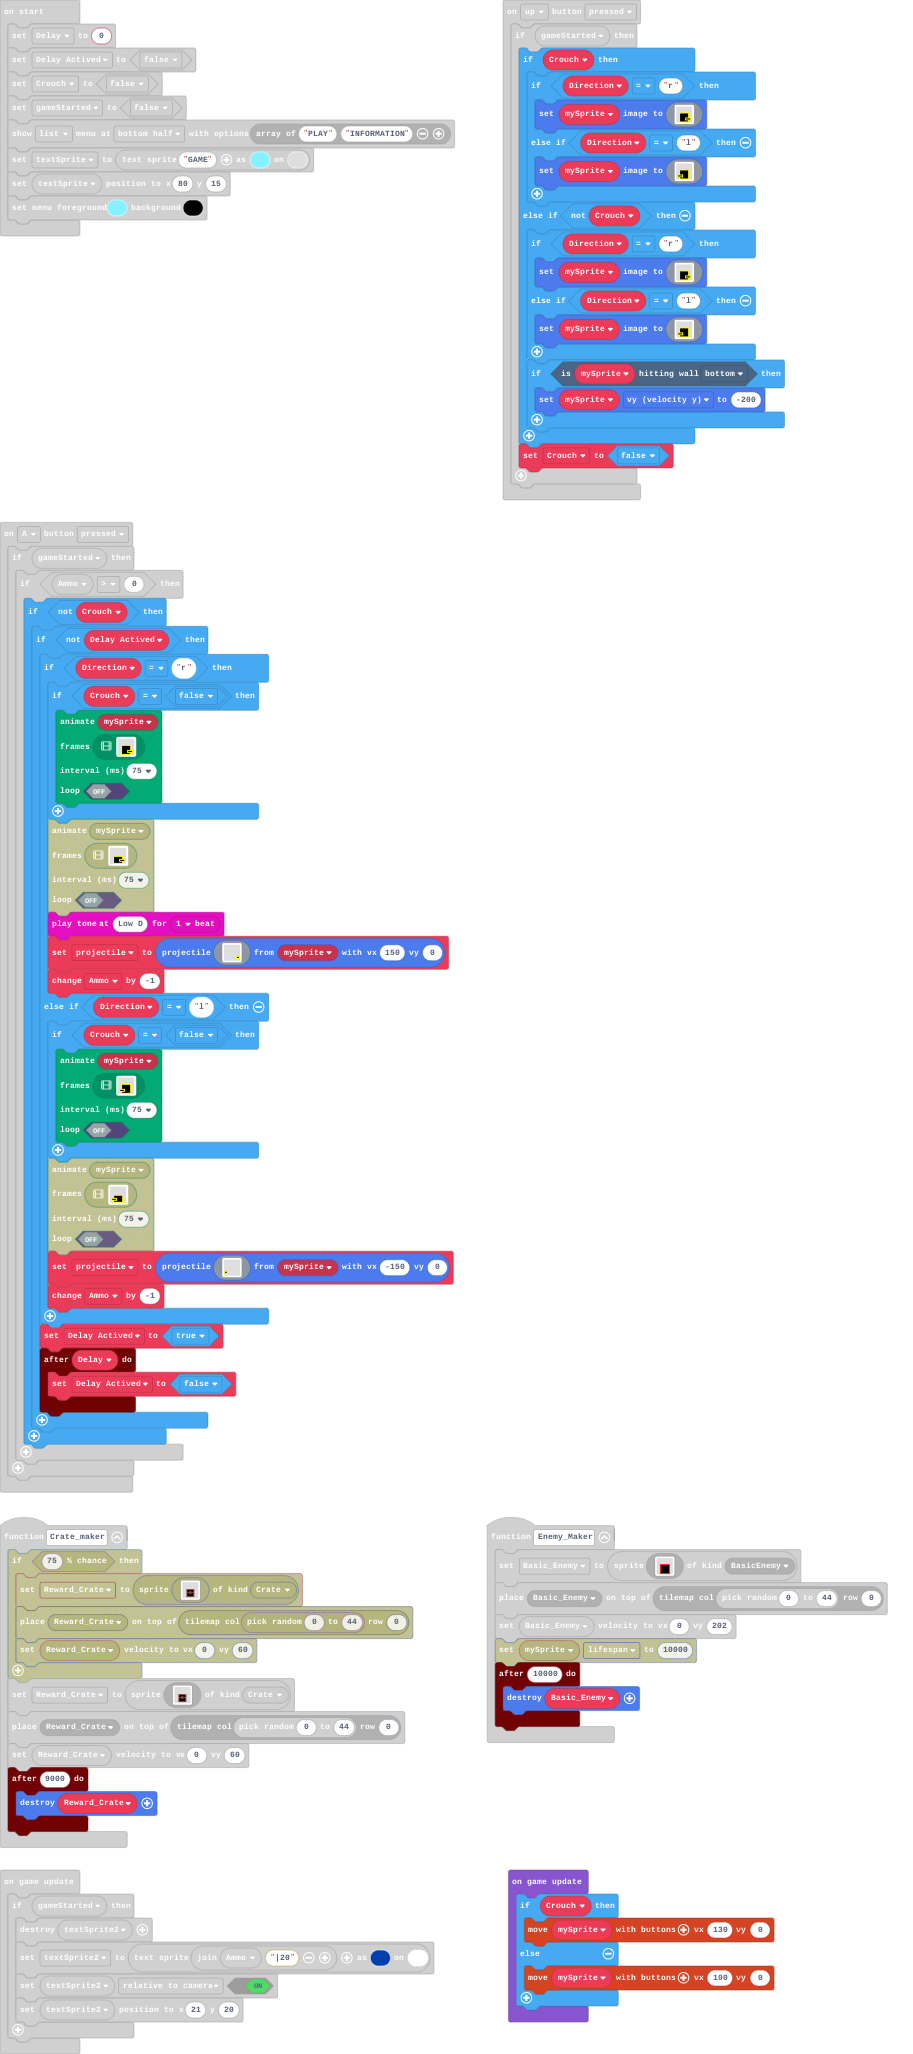 on start
set Delay to 0
set Delay Actived to false
set Crouch to false
set gameStarted to false
show list menu at bottom half with options array of "PLAY" "INFORMATION"
set textSprite to text sprite "GAME" as on
set textSprite position to x 80 y 15
set menu foreground background
on up button pressed
if gameStarted then
if Crouch then
if Direction = "r" then
set mySprite image to
else if Direction = "l" then
set mySprite image to
else if not Crouch then
if Direction = "r" then
set mySprite image to
else if Direction = "l" then
set mySprite image to
if is mySprite hitting wall bottom then
set mySprite vy (velocity y) to -200
set Crouch to false
on A button pressed
if gameStarted then
if Ammo > 0 then
if not Crouch then
if not Delay Actived then
if Direction = "r" then
if Crouch = false then
animate mySprite
frames
interval (ms) 75
loop OFF
animate mySprite
frames
interval (ms) 75
loop OFF
play tone at Low D for 1 beat
set projectile to projectile from mySprite with vx 150 vy 0
change Ammo by -1
else if Direction = "l" then
if Crouch = false then
animate mySprite
frames
interval (ms) 75
loop OFF
animate mySprite
frames
interval (ms) 75
loop OFF
set projectile to projectile from mySprite with vx -150 vy 0
change Ammo by -1
set Delay Actived to true
after Delay do
set Delay Actived to false
function Crate_maker
if 75 % chance then
set Reward_Crate to sprite of kind Crate
place Reward_Crate on top of tilemap col pick random 0 to 44 row 0
set Reward_Crate velocity to vx 0 vy 60
set Reward_Crate to sprite of kind Crate
place Reward_Crate on top of tilemap col pick random 0 to 44 row 0
set Reward_Crate velocity to vx 0 vy 60
after 9000 do
destroy Reward_Crate
function Enemy_Maker
set Basic_Enemy to sprite of kind BasicEnemy
place Basic_Enemy on top of tilemap col pick random 0 to 44 row 0
set Basic_Enemy velocity to vx 0 vy 202
set mySprite lifespan to 10000
after 10000 do
destroy Basic_Enemy
on game update
if gameStarted then
destroy textSprite2
set textSprite2 to text sprite join Ammo "|20" as on
set textSprite2 relative to camera ON
set textSprite2 position to x 21 y 20
on game update
if Crouch then
move mySprite with buttons vx 130 vy 0
else
move mySprite with buttons vx 100 vy 0